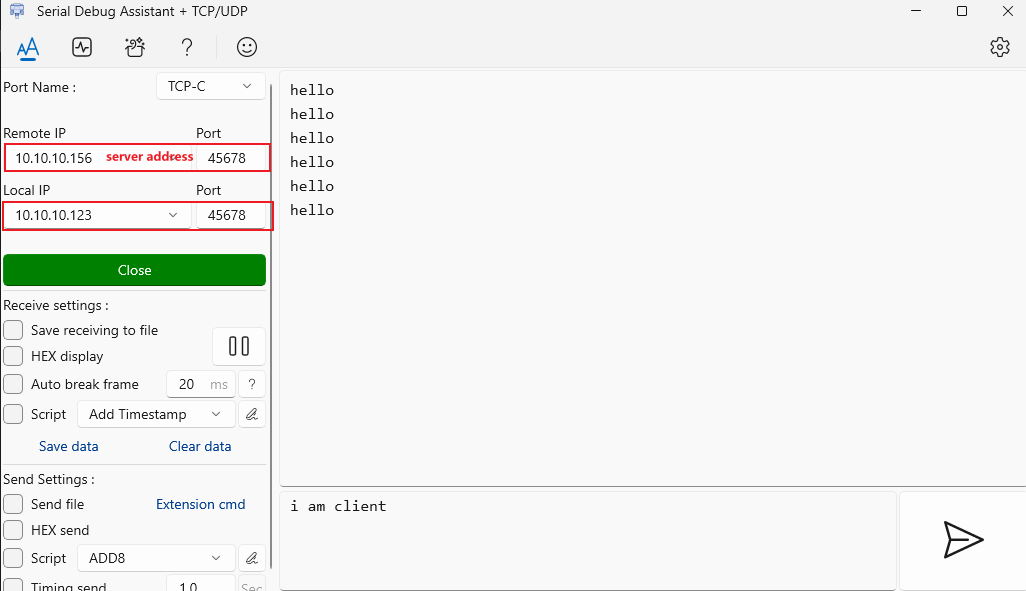 Serial Debug Assistant + TCP/UDP
Port Name : TCP-C
Remote IP Port
10.10.10.156 server address 45678
Local IP Port
10.10.10.123 45678
Close
Receive settings :
Save receiving to file
HEX display
Auto break frame 20 ms ?
Script Add Timestamp
Save data Clear data
Send Settings :
Send file Extension cmd
HEX send
Script ADD8
Timing send 1.0 Sec
hello
hello
hello
hello
hello
hello
i am client